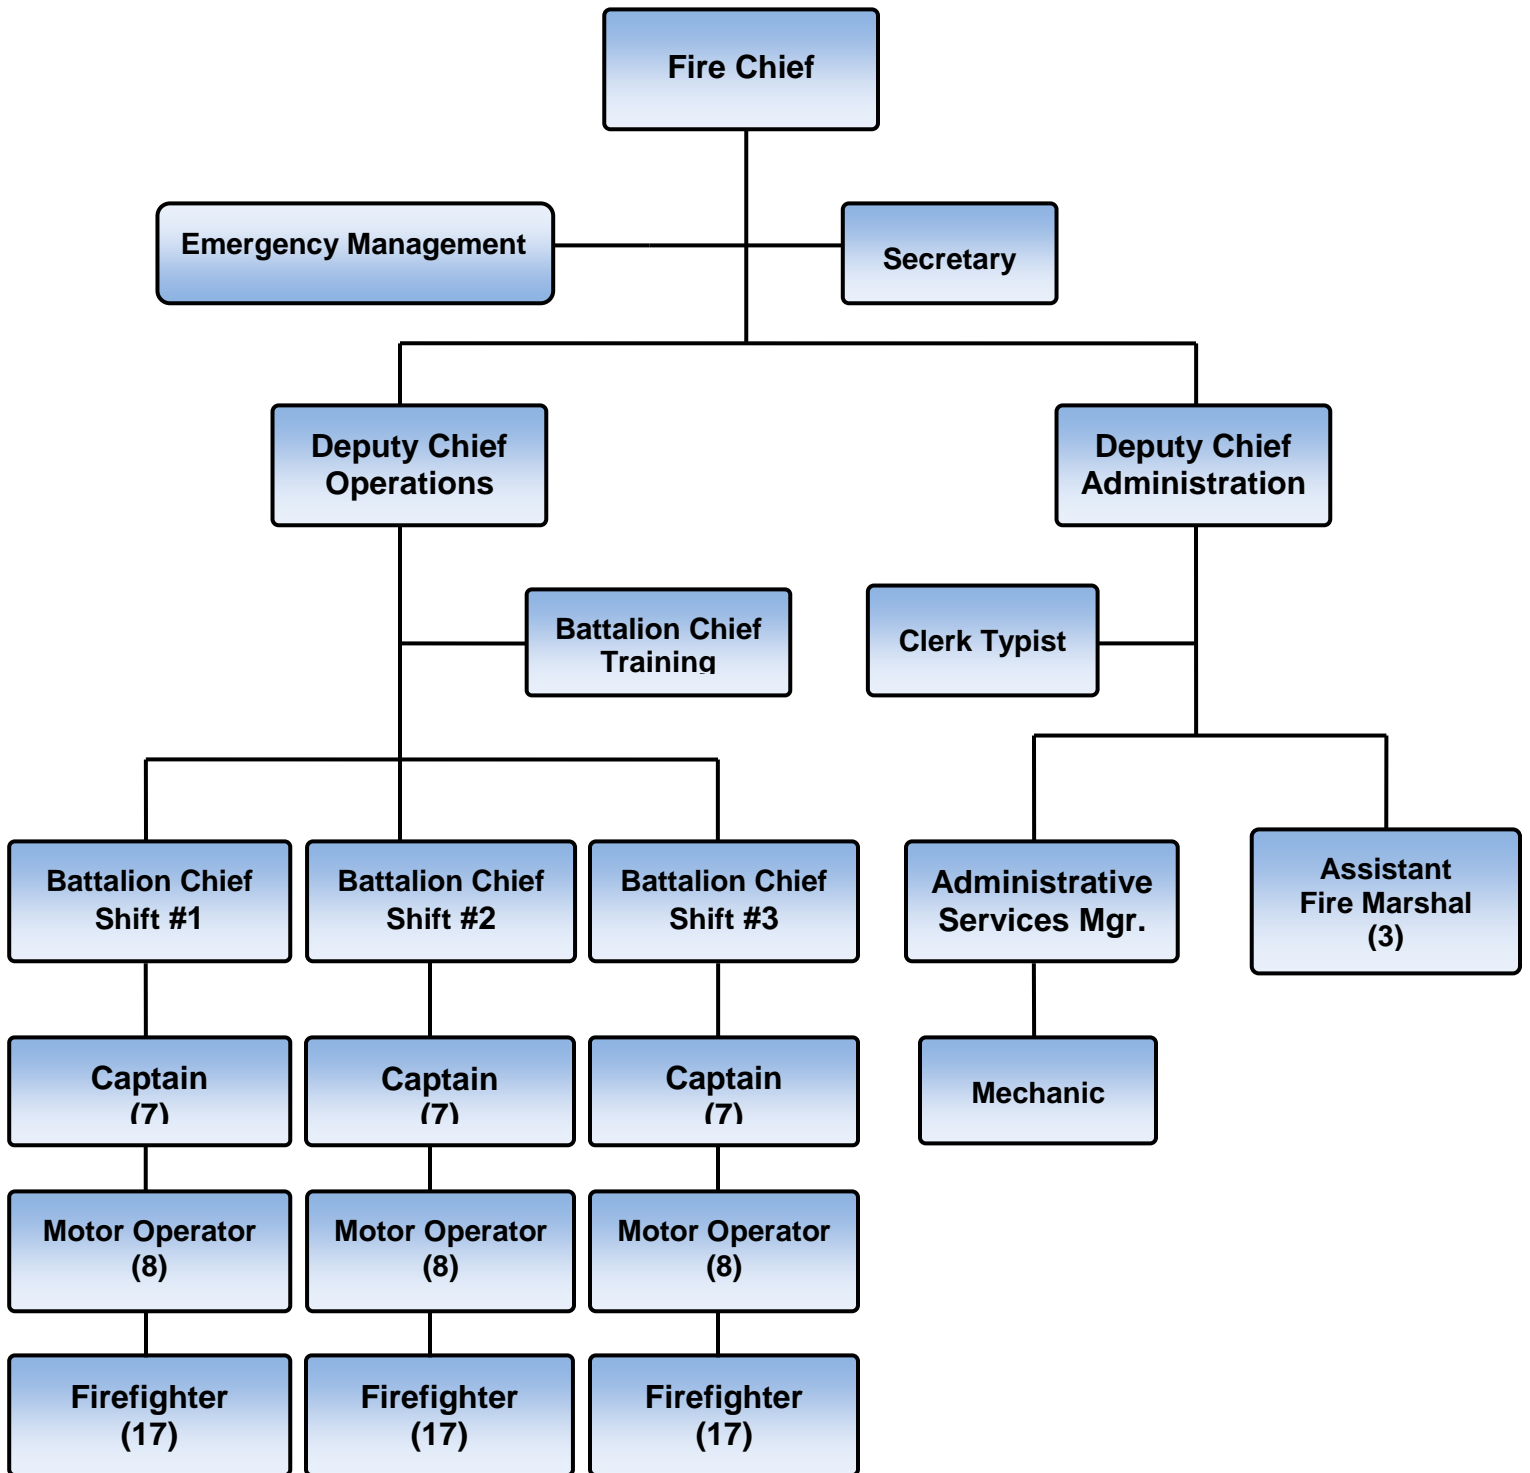 Fire Chief
Emergency Management
Secretary
Deputy Chief
Operations
Deputy Chief
Administration
Battalion Chief
Training
Clerk Typist
Battalion Chief
Shift #1
Battalion Chief
Shift #2
Battalion Chief
Shift #3
Administrative
Services Mgr.
Assistant
Fire Marshal
(3)
Captain
(7)
Captain
(7)
Captain
(7)
Mechanic
Motor Operator
(8)
Motor Operator
(8)
Motor Operator
(8)
Firefighter
(17)
Firefighter
(17)
Firefighter
(17)